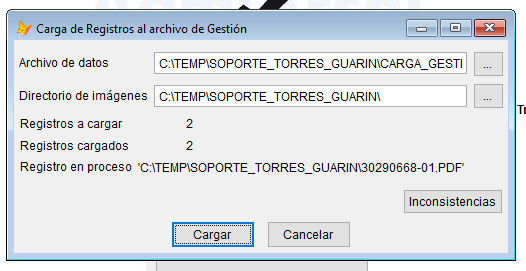 Carga de Registros al archivo de Gestión
Archivo de datos C:\TEMP\SOPORTE_TORRES_GUARIN\CARGA_GESTI ...
Directorio de imágenes C:\TEMP\SOPORTE_TORRES_GUARIN\ ...
Registros a cargar 2
Registros cargados 2
Registro en proceso 'C:\TEMP\SOPORTE_TORRES_GUARIN\30290668-01.PDF'
Inconsistencias
Cargar Cancelar